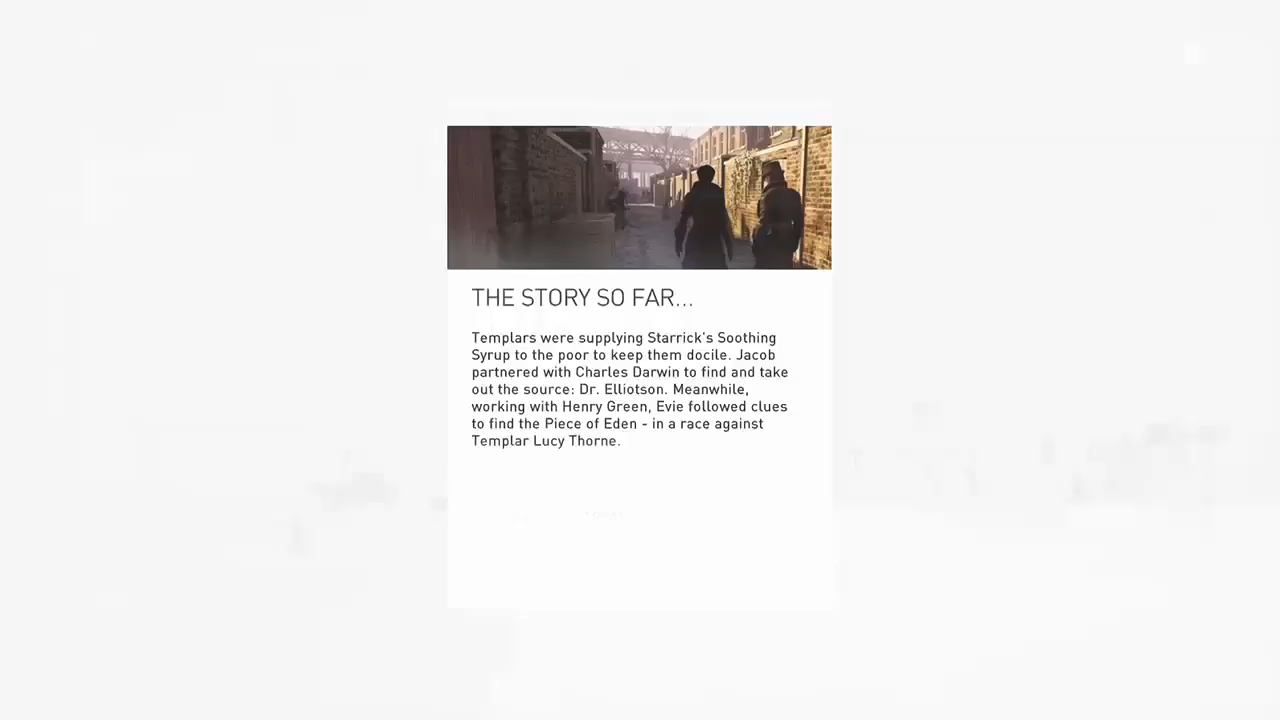 THE STORY SO FAR...
Templars were supplying Starrick's Soothing
Syrup to the poor to keep them docile. Jacob
partnered with Charles Darwin to find and take
out the source: Dr. Elliotson. Meanwhile,
working with Henry Green, Evie followed clues
to find the Piece of Eden - in a race against
Templar Lucy Thorne.